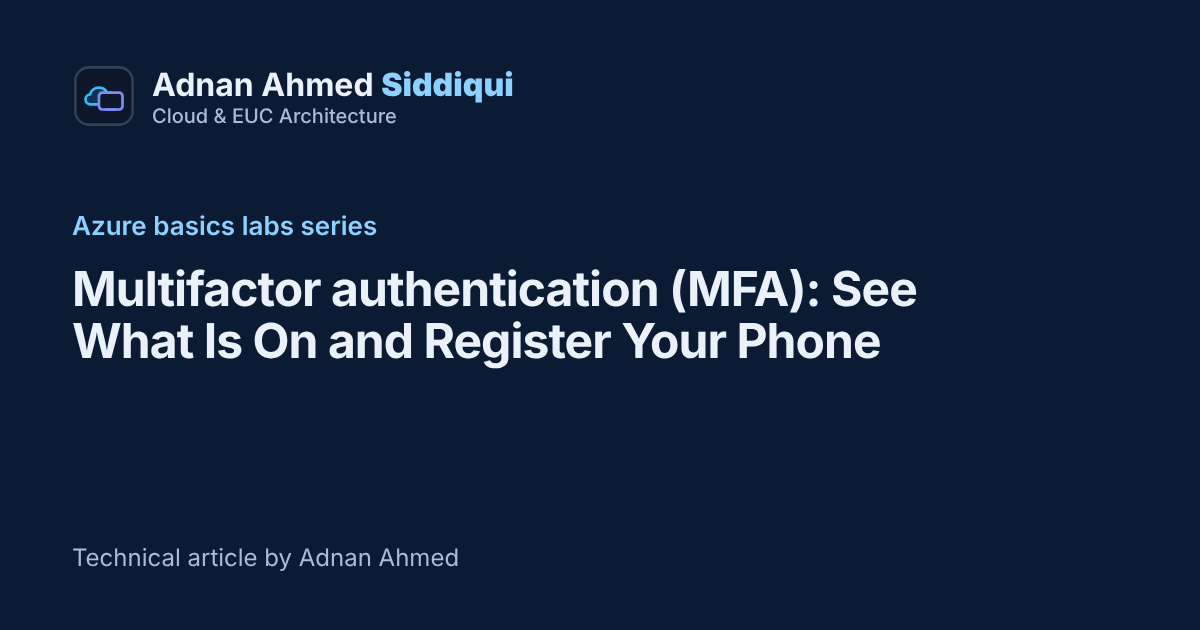 Adnan Ahmed Siddiqui
Cloud & EUC Architecture
Azure basics labs series
Multifactor authentication (MFA): See
What Is On and Register Your Phone
Technical article by Adnan Ahmed